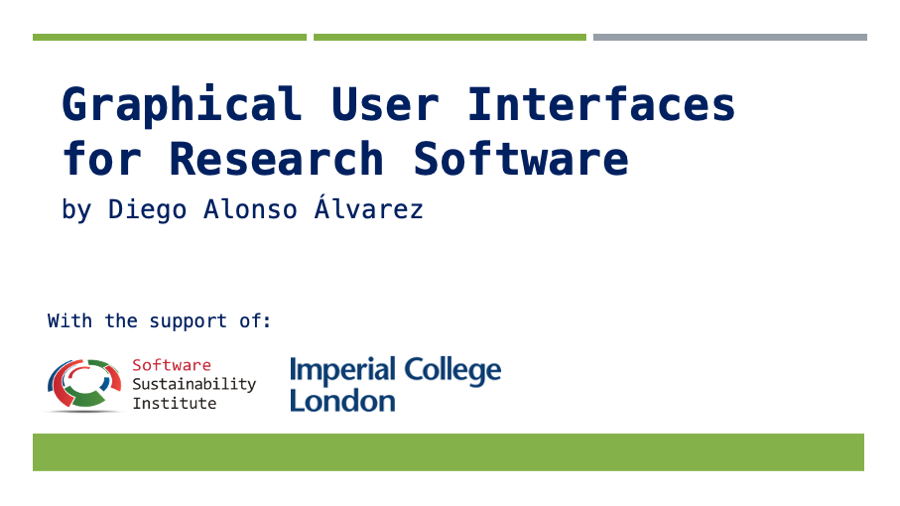 Graphical User Interfaces
for Research Software
by Diego Alonso Álvarez
With the support of:
Software
Sustainability
Institute
Imperial College
London